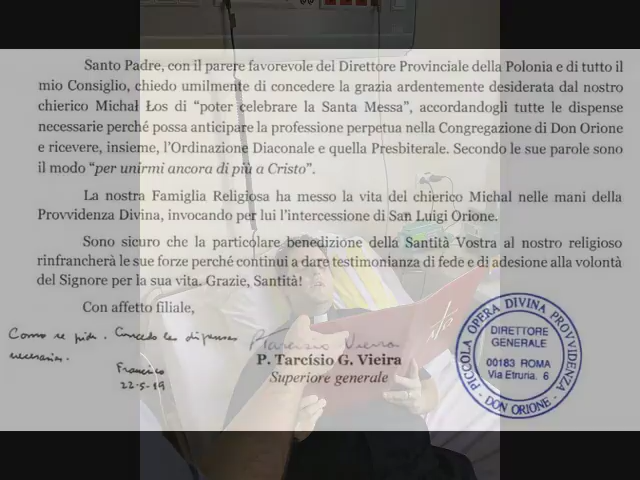 Santo Padre, con il parere favorevole del Direttore Provinciale della Polonia e di tutto il
mio Consiglio, chiedo umilmente di concedere la grazia ardentemente desiderata dal nostro
chierico Michał Łos di “poter celebrare la Santa Messa”, accordandogli tutte le dispense
necessarie perché possa anticipare la professione perpetua nella Congregazione di Don Orione
e ricevere, insieme, l’Ordinazione Diaconale e quella Presbiterale. Secondo le sue parole sono
il modo “per unirmi ancora di più a Cristo”.
La nostra Famiglia Religiosa ha messo la vita del chierico Michal nelle mani della
Provvidenza Divina, invocando per lui l’intercessione di San Luigi Orione.
Sono sicuro che la particolare benedizione della Santità Vostra al nostro religioso
rinfrancherà le sue forze perché continui a dare testimonianza di fede e di adesione alla volontà
del Signore per la sua vita. Grazie, Santità!
Con affetto filiale,
Como se pide. Concedo las dispensas
necesarias.
Francisco
22-5-19
Tarcísio Vieira
P. Tarcísio G. Vieira
Superiore generale
PICCOLA OPERA DIVINA PROVVIDENZA
DIRETTORE
GENERALE
00183 ROMA
Via Etruria, 6
DON ORIONE